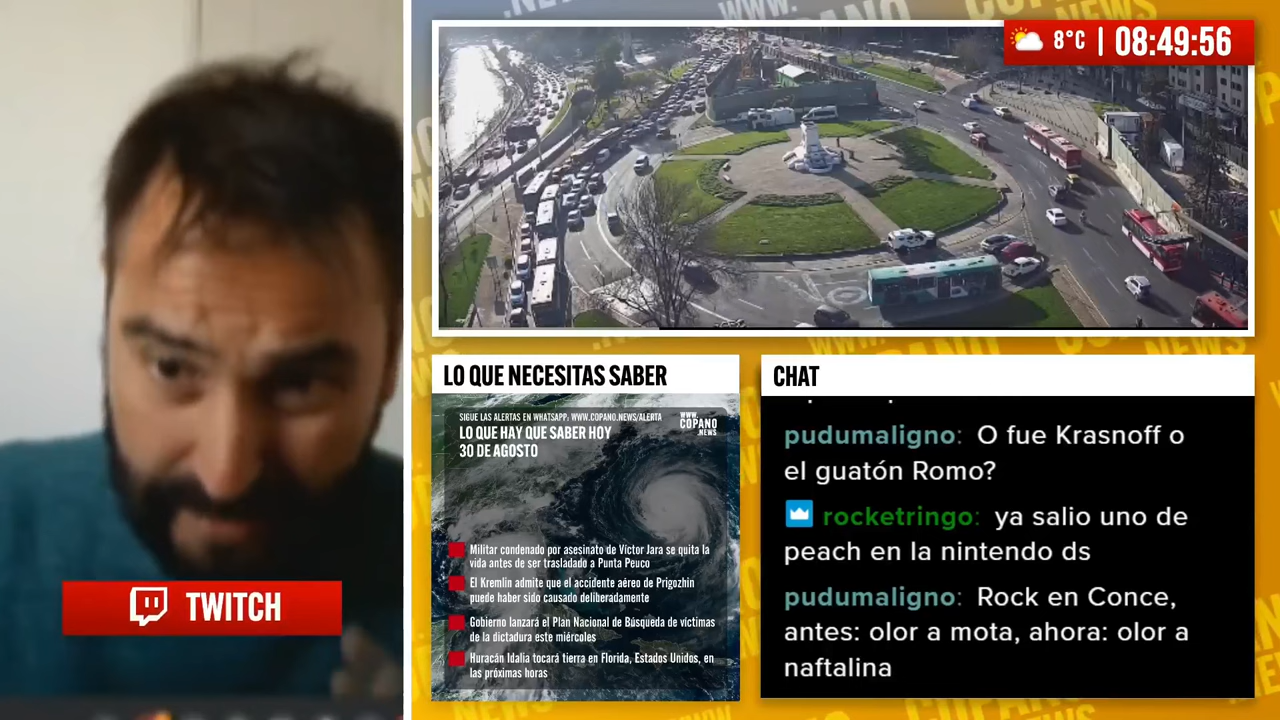 8°C | 08:49:56
TWITCH
LO QUE NECESITAS SABER
SIGUE LAS ALERTAS EN WHATSAPP: WWW.COPANO.NEWS/ALERTA
LO QUE HAY QUE SABER HOY
30 DE AGOSTO
WWW.
COPANO
.NEWS
Militar condenado por asesinato de Víctor Jara se quita la
vida antes de ser trasladado a Punta Peuco
El Kremlin admite que el accidente aéreo de Prigozhin
puede haber sido causado deliberadamente
Gobierno lanzará el Plan Nacional de Búsqueda de víctimas
de la dictadura este miércoles
Huracán Idalia tocará tierra en Florida, Estados Unidos, en
las próximas horas
CHAT
pudumaligno: O fue Krasnoff o
el guatón Romo?
rocketringo: ya salio uno de
peach en la nintendo ds
pudumaligno: Rock en Conce,
antes: olor a mota, ahora: olor a
naftalina